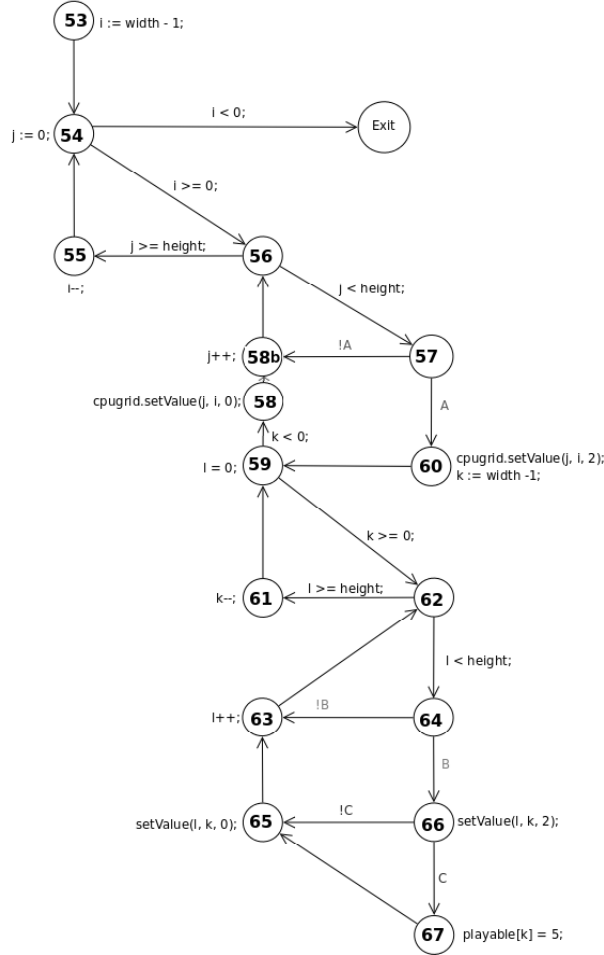 53 i := width - 1;
i < 0;
Exit
j := 0; 54
i >= 0;
55 j >= height; 56
i--;
j < height;
j++; 58b !A 57
cpugrid.setValue(j, i, 0); 58
A
k < 0;
l = 0; 59
60 cpugrid.setValue(j, i, 2);
k := width -1;
k >= 0;
k--; 61 l >= height; 62
l < height;
l++; 63 !B 64
B
setValue(l, k, 0); 65 !C 66 setValue(l, k, 2);
C
67 playable[k] = 5;